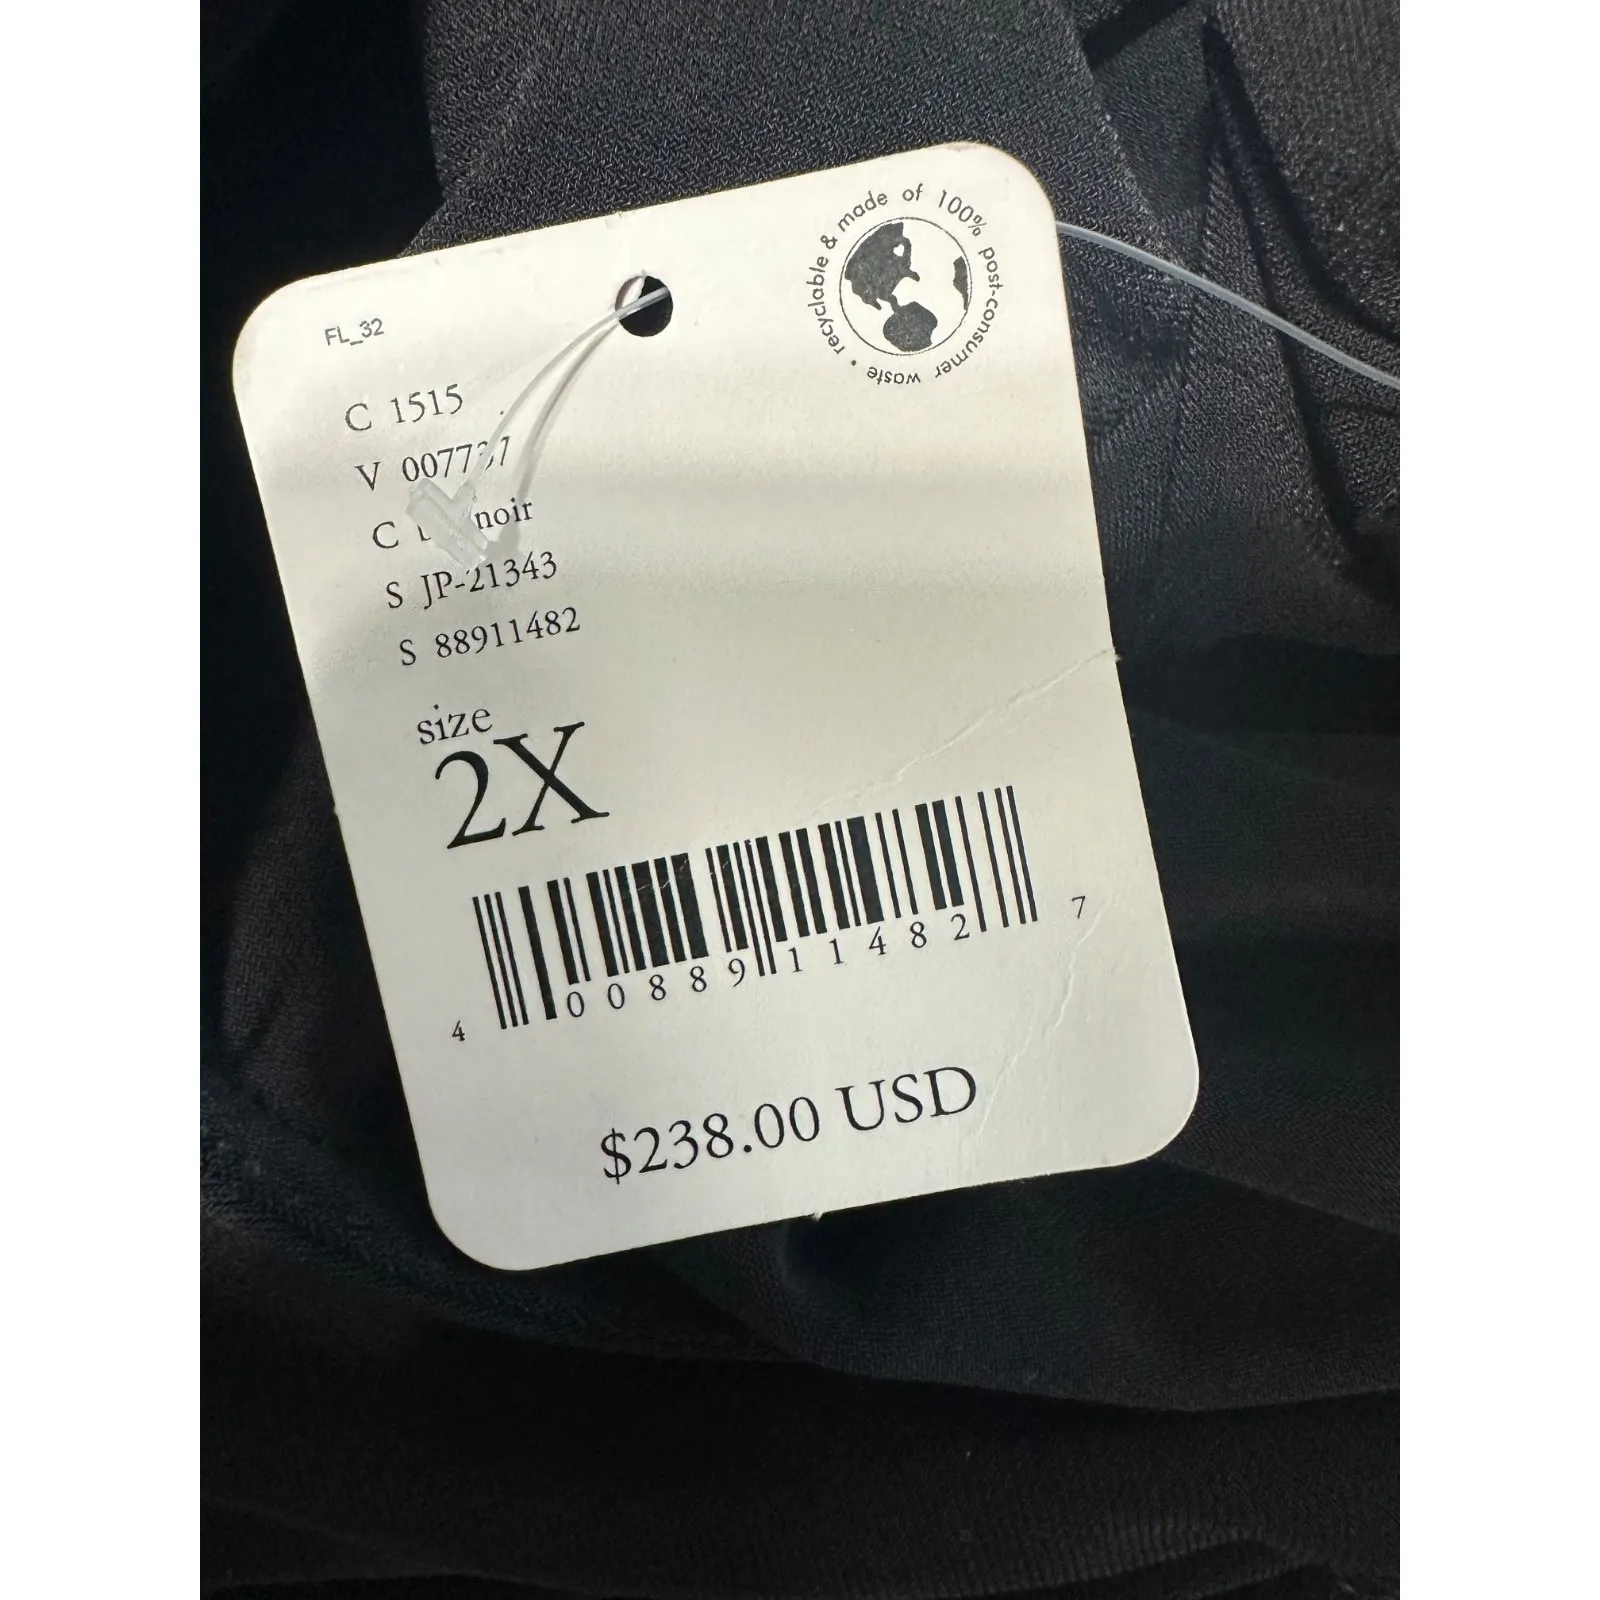 recyclable & made of 100% post-consumer waste •
FL_32
C 1515
V 007737
C noir
S JP-21343
S 88911482
size
2X
4 00889 11482 7
$238.00 USD